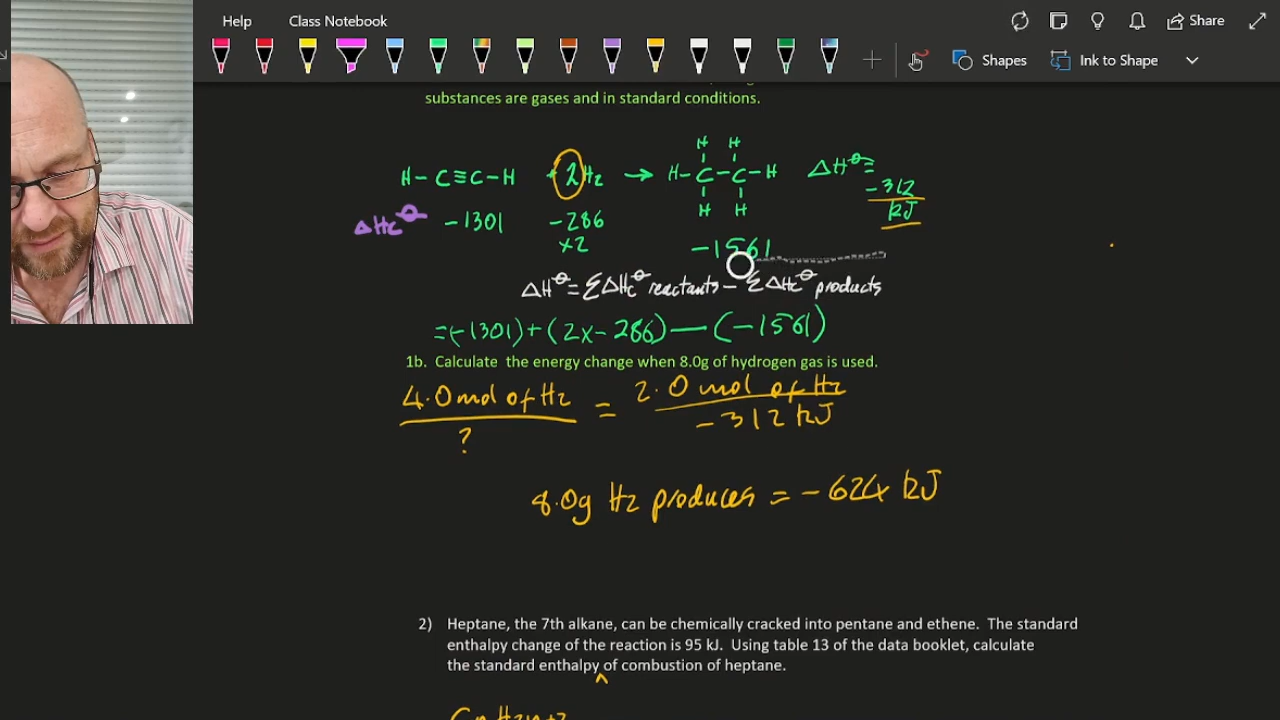 Help Class Notebook Share
Shapes Ink to Shape
substances are gases and in standard conditions.
H H
H-C≡C-H + 2H2 → H-C-C-H ΔH⦵=
-312
H H kJ
ΔHc⦵ -1301 -286
x2 -1561
ΔH⦵= ΣΔHc⦵ reactants - ΣΔHc⦵ products
=(-1301)+(2x-286)-(-1561)
1b. Calculate the energy change when 8.0g of hydrogen gas is used.
4.0mol of H2 = 2.0 mol of H2
? -312 kJ
8.0g H2 produces = -624 kJ
2) Heptane, the 7th alkane, can be chemically cracked into pentane and ethene. The standard
enthalpy change of the reaction is 95 kJ. Using table 13 of the data booklet, calculate
the standard enthalpy of combustion of heptane.
^